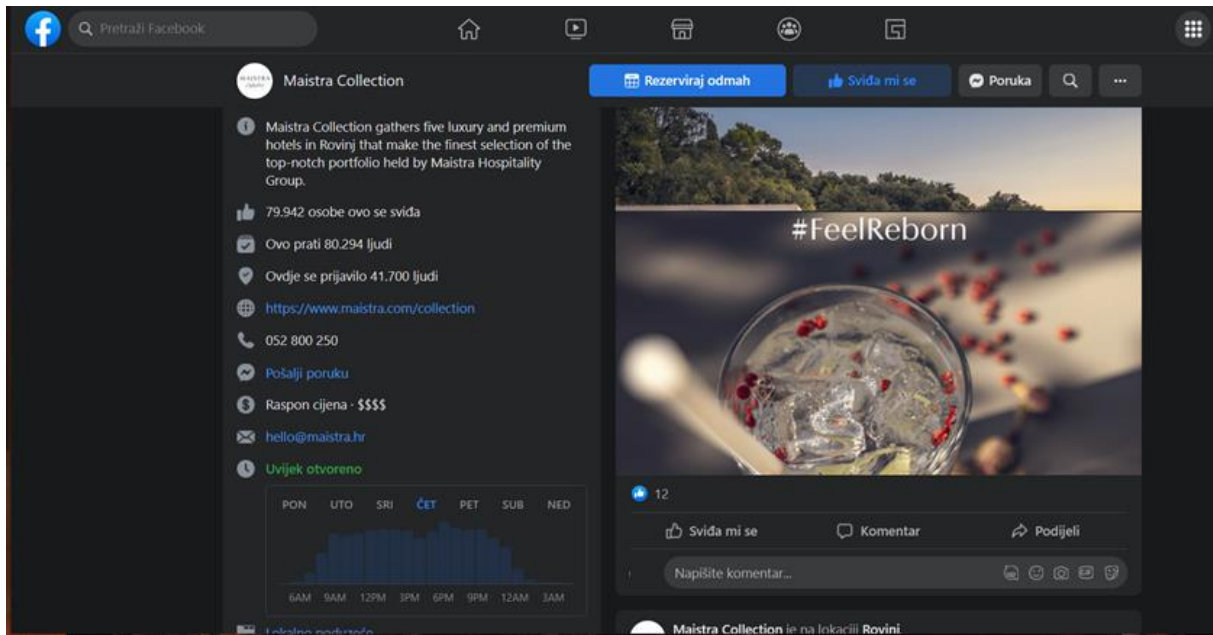 Pretraži Facebook
Maistra Collection
Rezerviraj odmah
Sviđa mi se
Poruka
Maistra Collection gathers five luxury and premium
hotels in Rovinj that make the finest selection of the
top-notch portfolio held by Maistra Hospitality
Group.
79.942 osobe ovo se sviđa
Ovo prati 80.294 ljudi
Ovdje se prijavilo 41.700 ljudi
https://www.maistra.com/collection
052 800 250
Pošalji poruku
Raspon cijena · $$$$
hello@maistra.hr
Uvijek otvoreno
PON UTO SRI ČET PET SUB NED
6AM 9AM 12PM 3PM 6PM 9PM 12AM 3AM
Lokalno poduzeće
#FeelReborn
12
Sviđa mi se
Komentar
Podijeli
Napišite komentar...
Maistra Collection je na lokaciji Rovinj